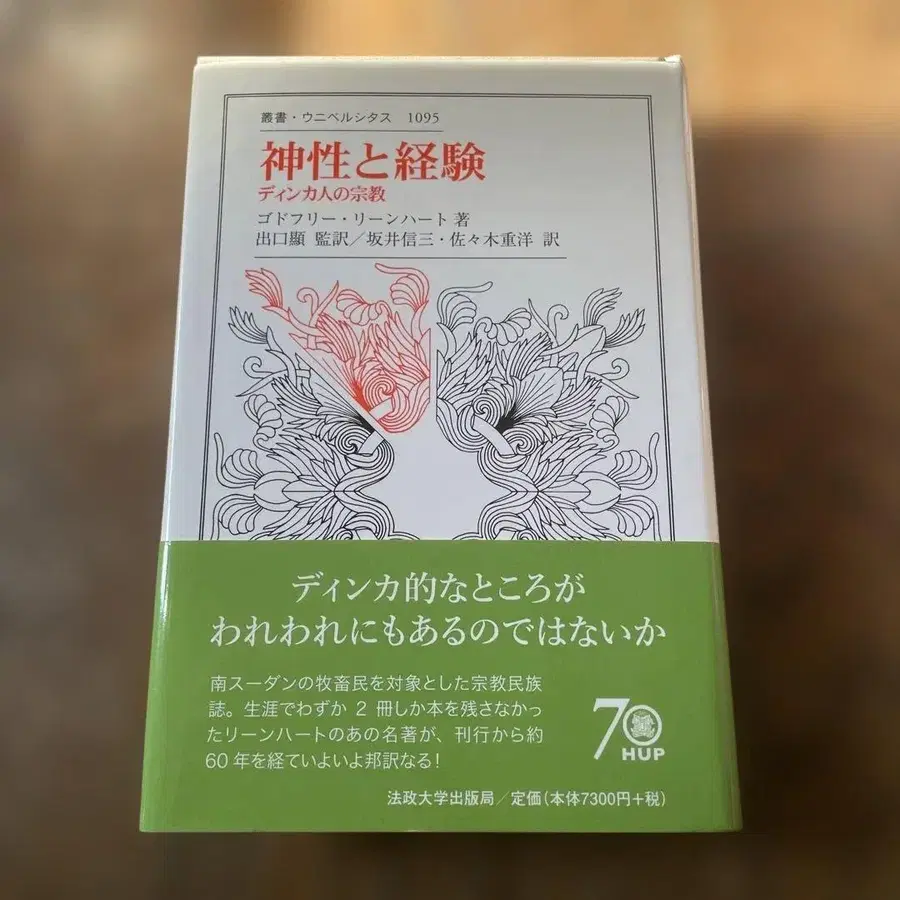 叢書・ウニベルシタス 1095
神性と経験
ディンカ人の宗教
ゴドフリー・リーンハート 著
出口顯 監訳／坂井信三・佐々木重洋 訳
ディンカ的なところが
われわれにもあるのではないか
南スーダンの牧畜民を対象とした宗教民族
誌。生涯でわずか 2 冊しか本を残さなかっ
たリーンハートのあの名著が、刊行から約
60 年を経ていよいよ邦訳なる！
70
HUP
法政大学出版局／定価（本体7300円＋税）